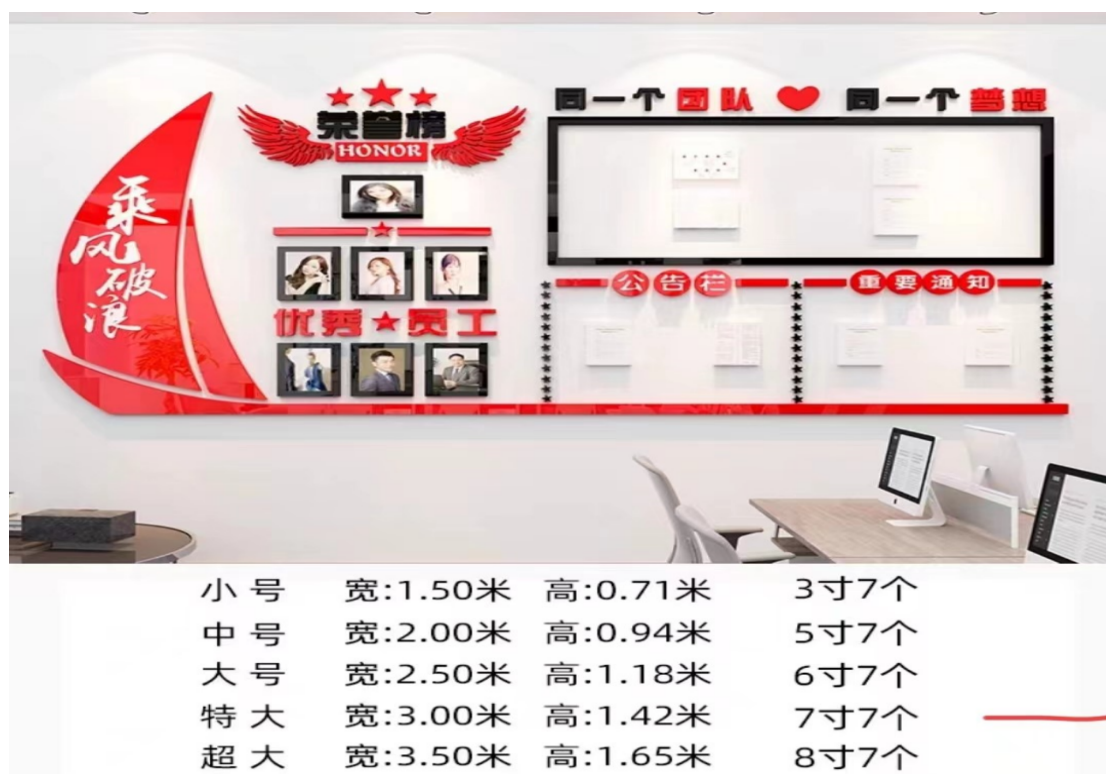 乘风破浪
荣誉榜
HONOR
优秀★员工
同一个团队❤同一个梦想
公告栏
重要通知
小号 宽:1.50米 高:0.71米 3寸7个
中号 宽:2.00米 高:0.94米 5寸7个
大号 宽:2.50米 高:1.18米 6寸7个
特大 宽:3.00米 高:1.42米 7寸7个
超大 宽:3.50米 高:1.65米 8寸7个